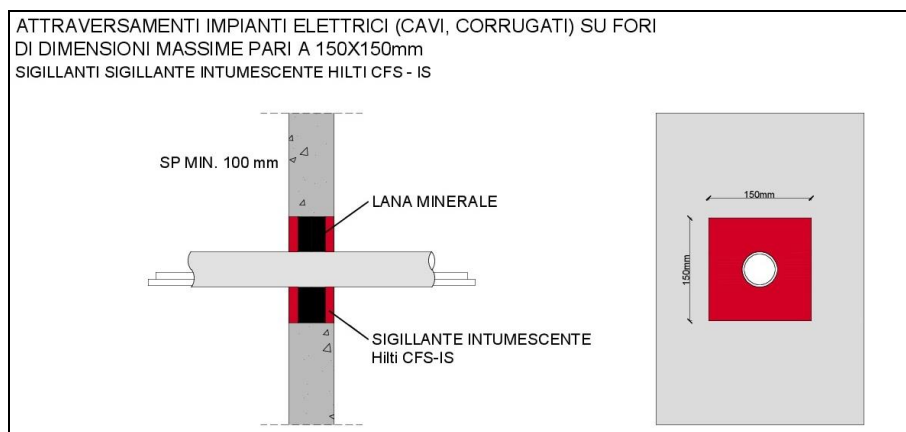 ATTRAVERSAMENTI IMPIANTI ELETTRICI (CAVI, CORRUGATI) SU FORI
DI DIMENSIONI MASSIME PARI A 150X150mm
SIGILLANTI SIGILLANTE INTUMESCENTE HILTI CFS - IS
SP MIN. 100 mm
LANA MINERALE
SIGILLANTE INTUMESCENTE
Hilti CFS-IS
150mm
150mm